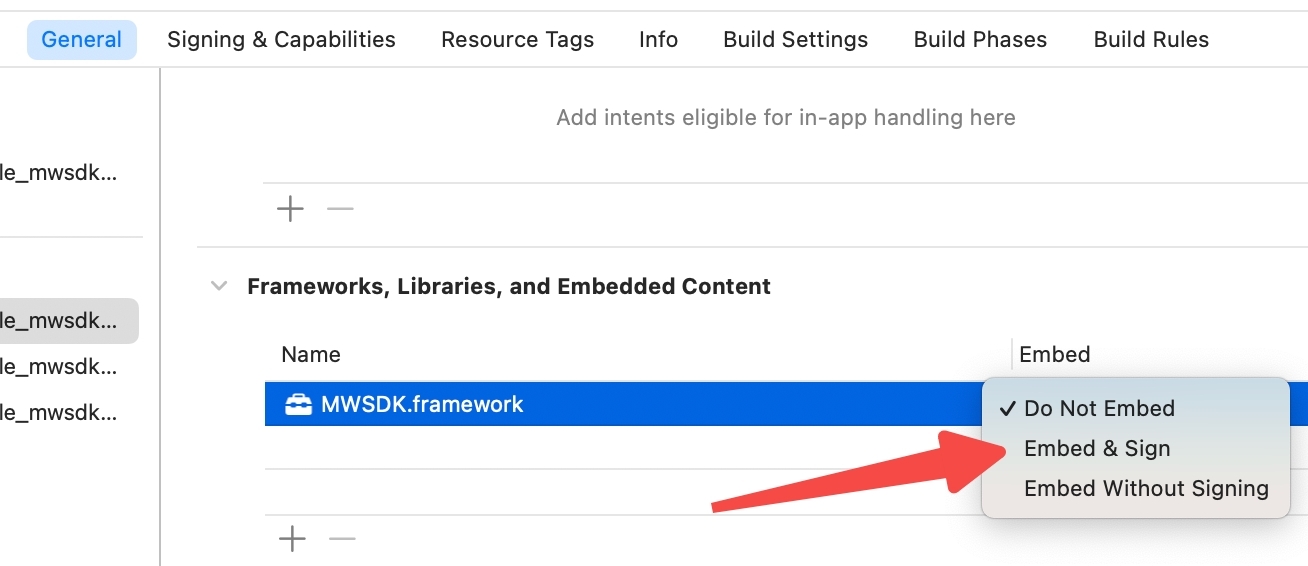 General Signing & Capabilities Resource Tags Info Build Settings Build Phases Build Rules
Add intents eligible for in-app handling here
le_mwsdk...
Frameworks, Libraries, and Embedded Content
le_mwsdk...
Name Embed
le_mwsdk...
MWSDK.framework
Do Not Embed
le_mwsdk...
Embed & Sign
Embed Without Signing